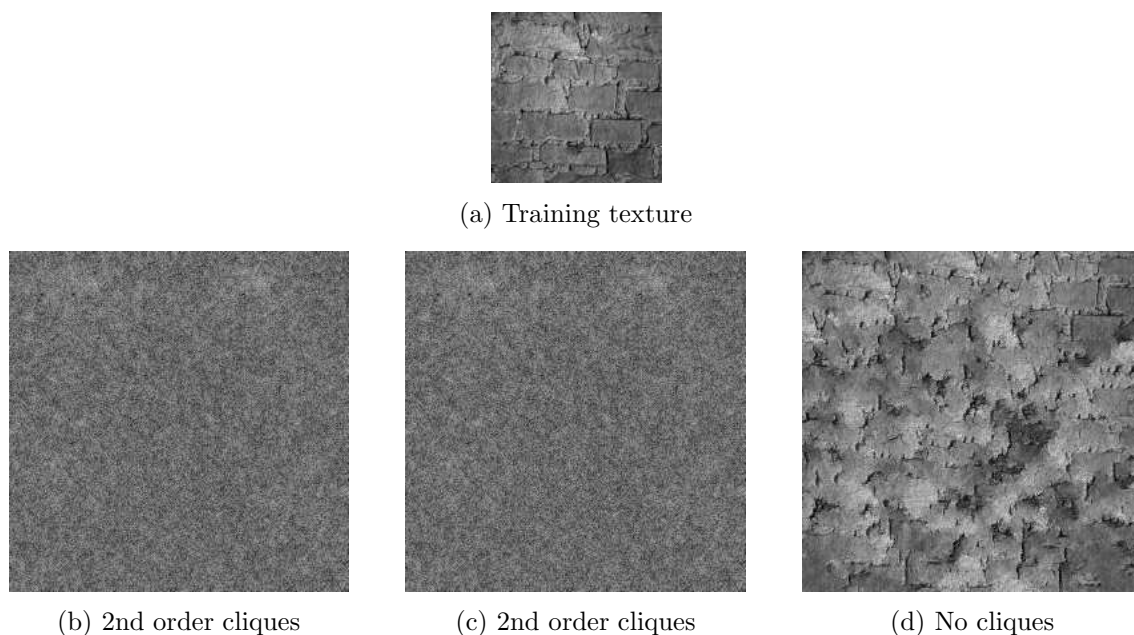 (a) Training texture
(b) 2nd order cliques
(c) 2nd order cliques
(d) No cliques